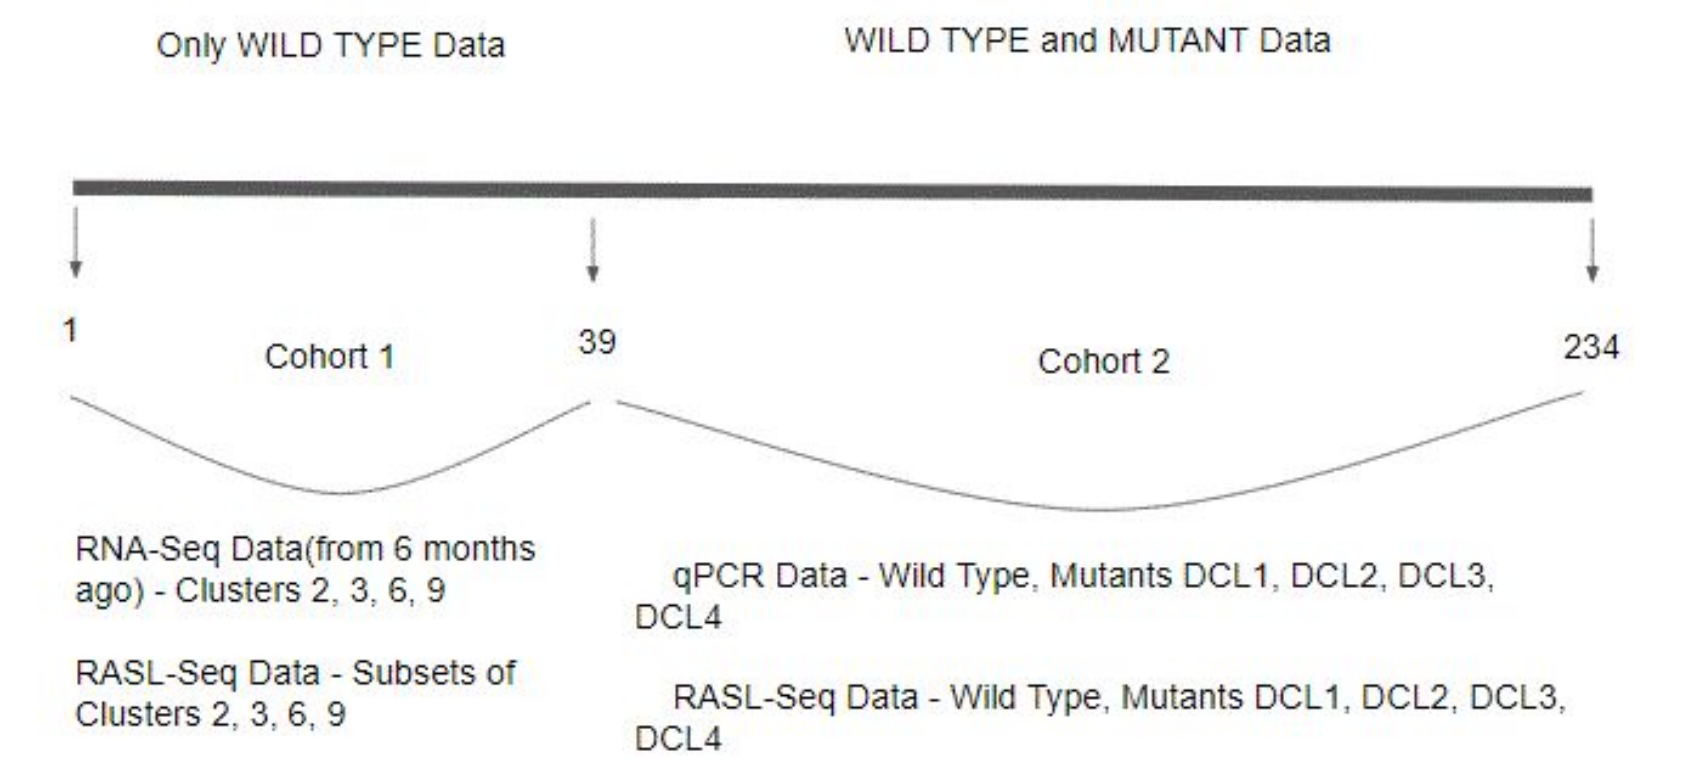 Only WILD TYPE Data
WILD TYPE and MUTANT Data
1
Cohort 1
39
Cohort 2
234
RNA-Seq Data(from 6 months
ago) - Clusters 2, 3, 6, 9
RASL-Seq Data - Subsets of
Clusters 2, 3, 6, 9
qPCR Data - Wild Type, Mutants DCL1, DCL2, DCL3,
DCL4
RASL-Seq Data - Wild Type, Mutants DCL1, DCL2, DCL3,
DCL4